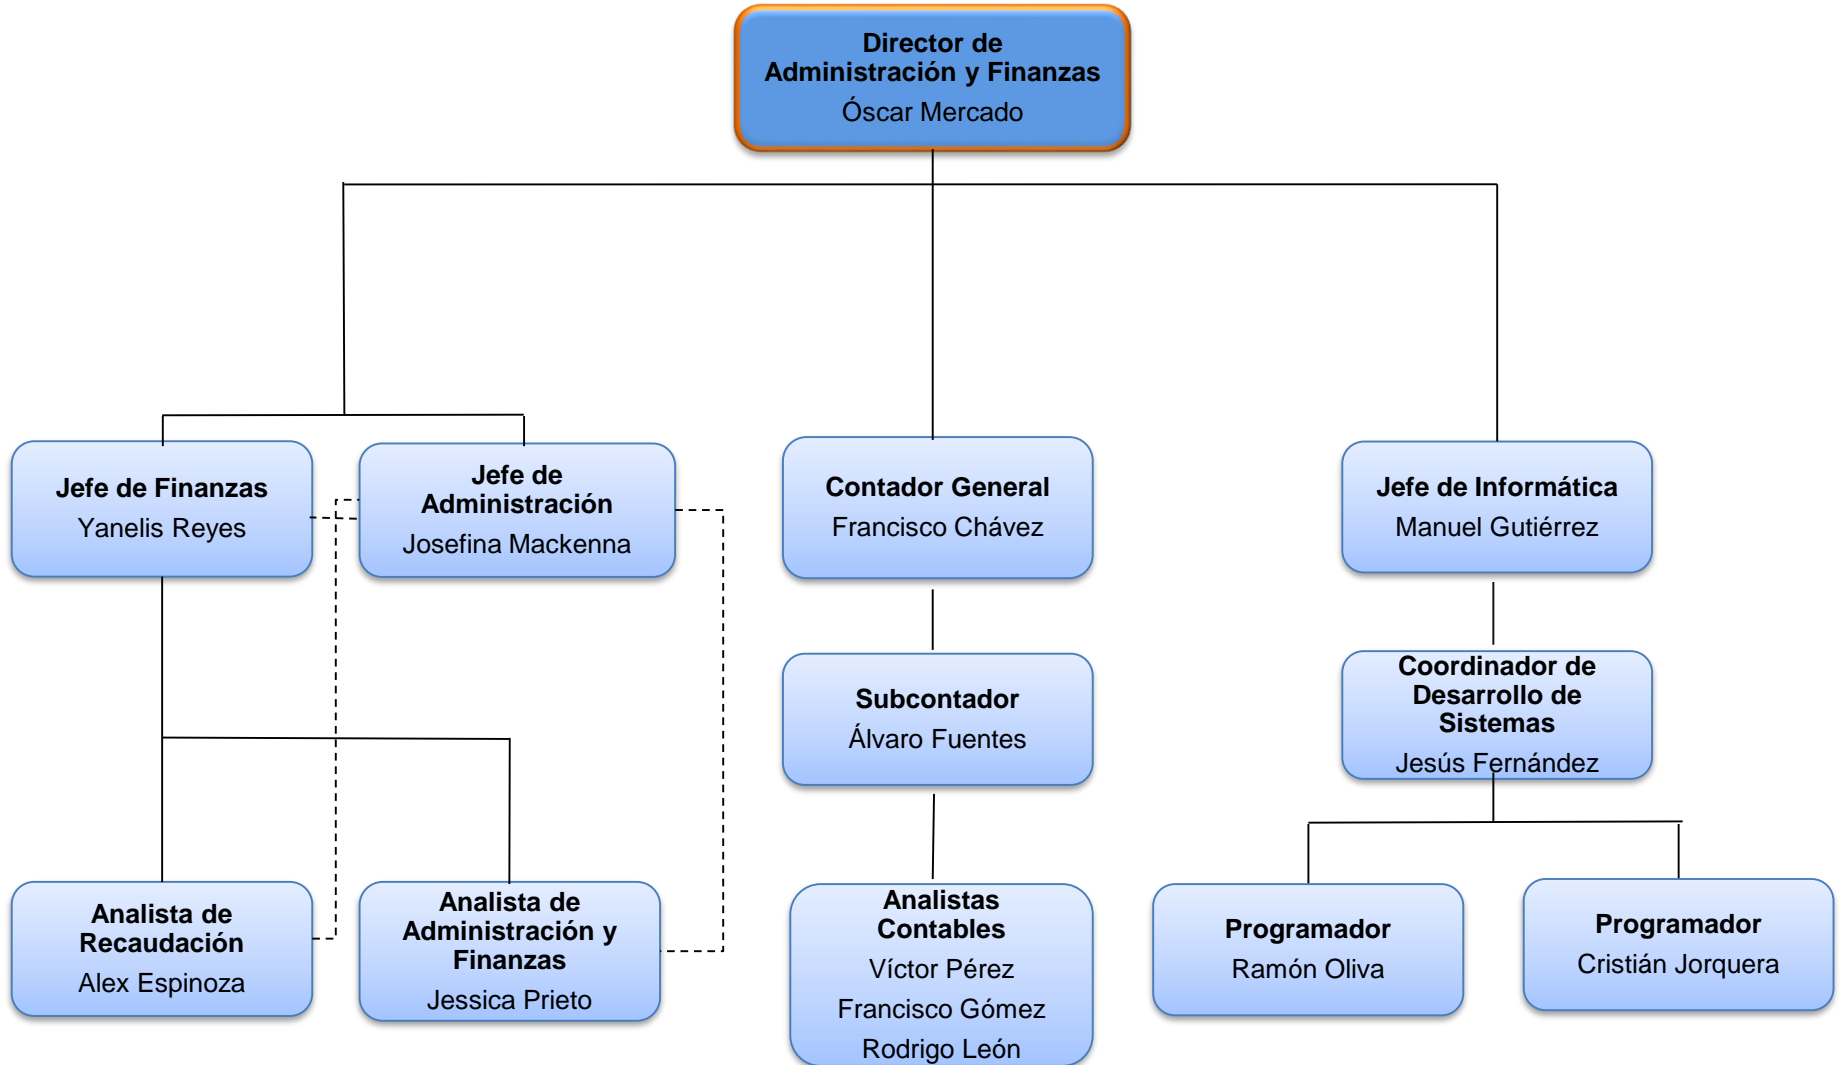 Director de
Administración y Finanzas
Óscar Mercado
Jefe de Finanzas
Yanelis Reyes
Jefe de
Administración
Josefina Mackenna
Contador General
Francisco Chávez
Jefe de Informática
Manuel Gutiérrez
Subcontador
Álvaro Fuentes
Coordinador de
Desarrollo de
Sistemas
Jesús Fernández
Analista de
Recaudación
Alex Espinoza
Analista de
Administración y
Finanzas
Jessica Prieto
Analistas
Contables
Víctor Pérez
Francisco Gómez
Rodrigo León
Programador
Ramón Oliva
Programador
Cristián Jorquera